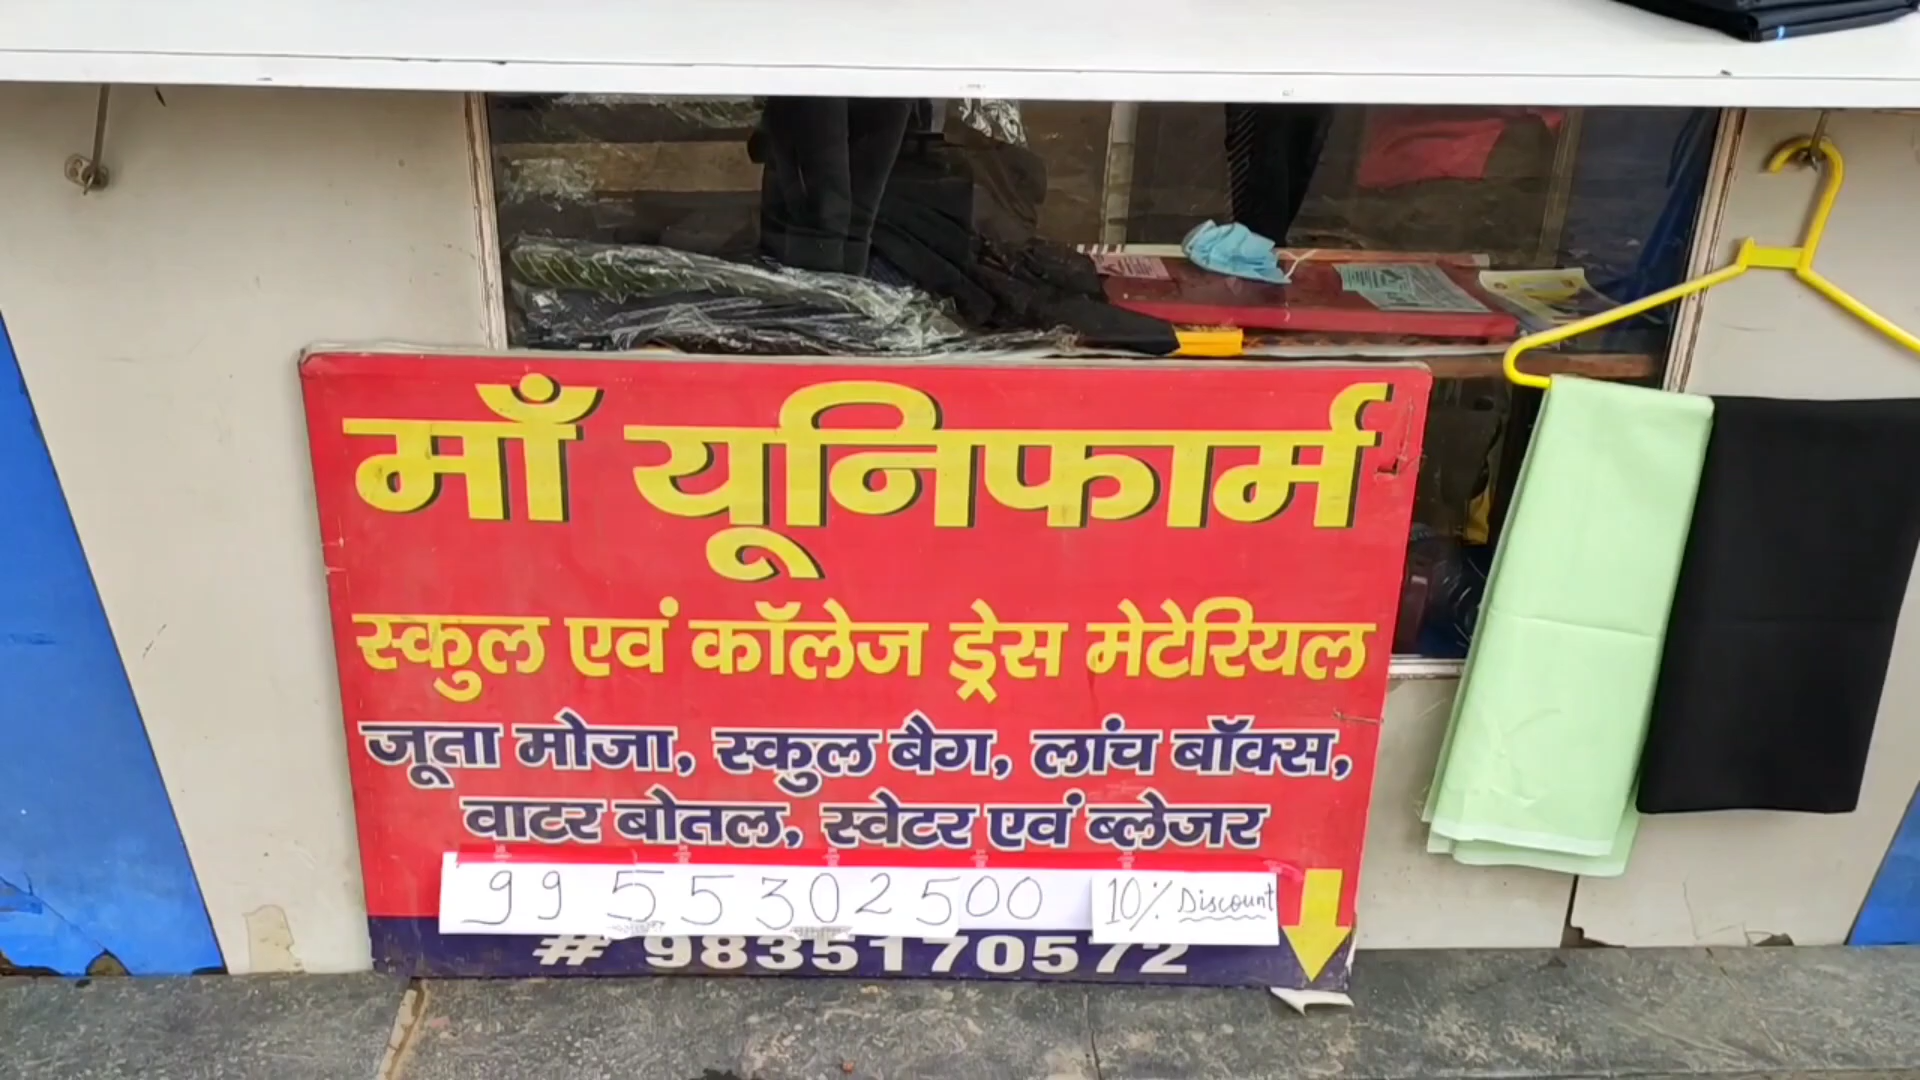 माँ यूनिफार्म
स्कुल एवं कॉलेज ड्रेस मेटेरियल
जूता मोजा, स्कुल बैग, लांच बॉक्स,
वाटर बोतल, स्वेटर एवं ब्लेजर
9955302500 10% Discount
# 9835170572